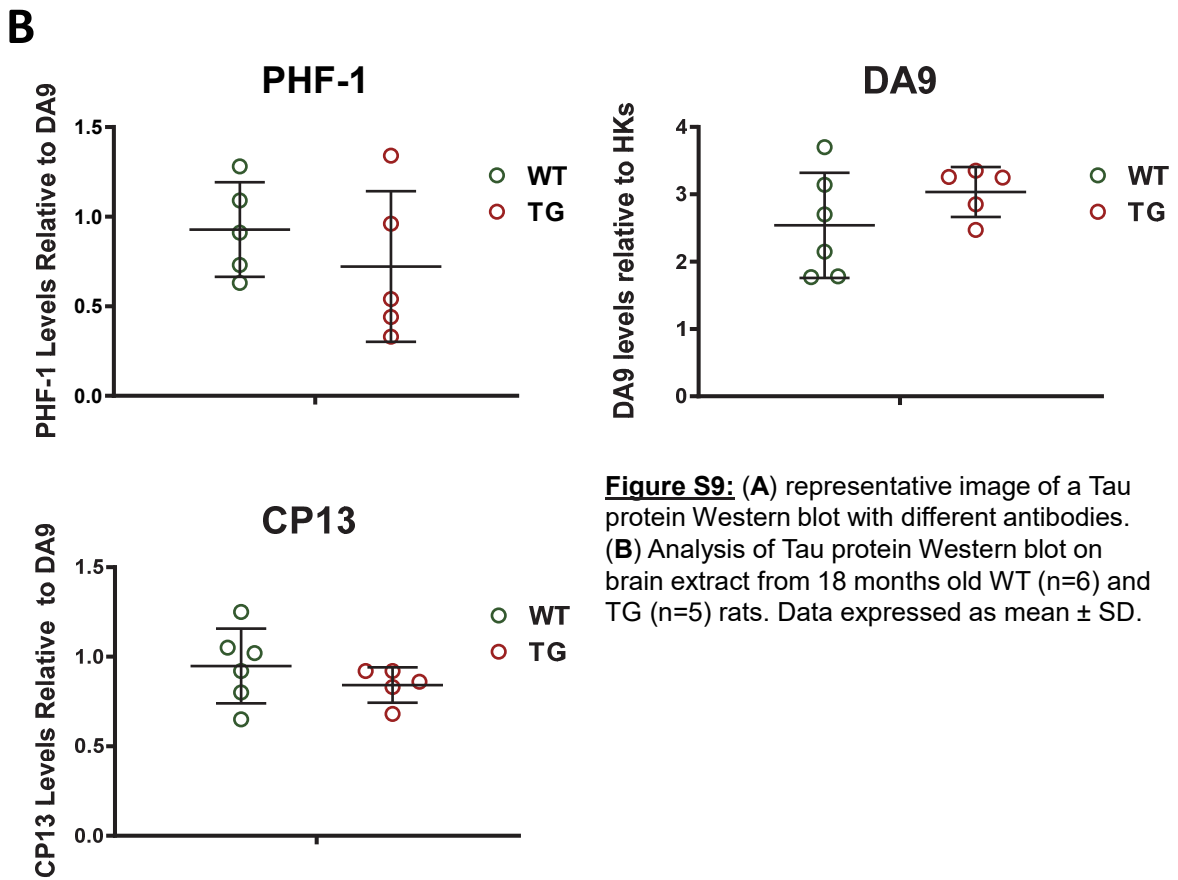 B
PHF-1
PHF-1 Levels Relative to DA9
1.5
1.0
0.5
0.0
WT
TG
DA9
DA9 levels relative to HKs
4
3
2
1
0
WT
TG
CP13
CP13 Levels Relative to DA9
1.5
1.0
0.5
0.0
WT
TG
Figure S9: (A) representative image of a Tau
protein Western blot with different antibodies.
(B) Analysis of Tau protein Western blot on
brain extract from 18 months old WT (n=6) and
TG (n=5) rats. Data expressed as mean ± SD.